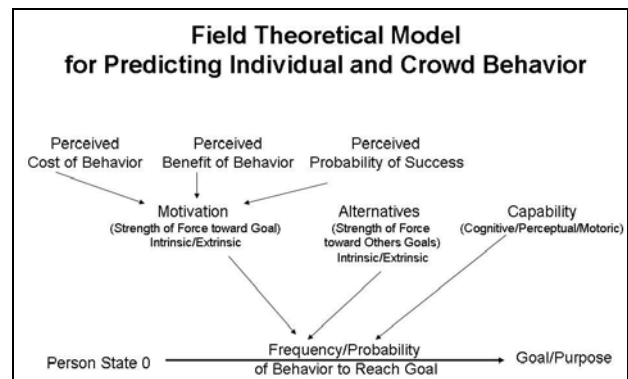 Field Theoretical Model
for Predicting Individual and Crowd Behavior
Perceived
Cost of Behavior
Perceived
Benefit of Behavior
Perceived
Probability of Success
Motivation
(Strength of Force toward Goal)
Intrinsic/Extrinsic
Alternatives
(Strength of Force
toward Others Goals)
Intrinsic/Extrinsic
Capability
(Cognitive/Perceptual/Motoric)
Person State 0
Frequency/Probability
of Behavior to Reach Goal
Goal/Purpose